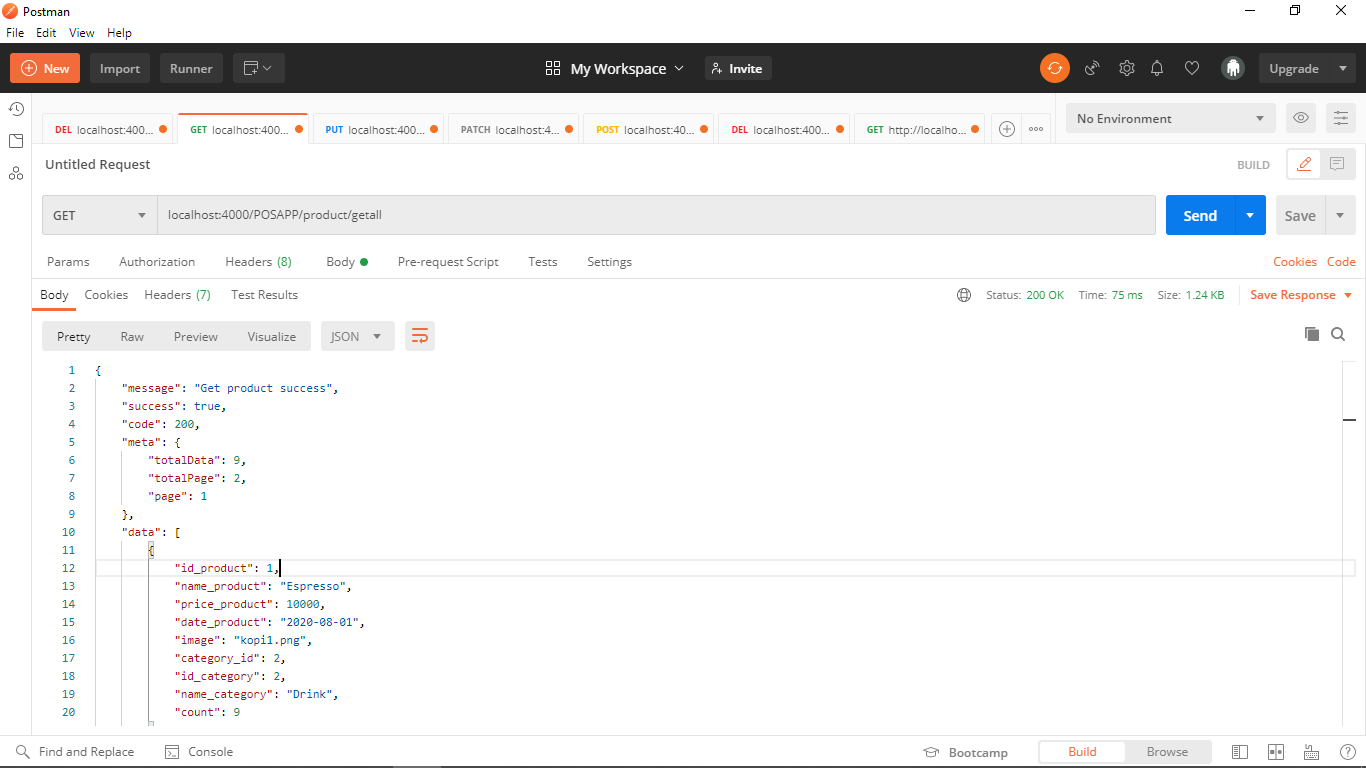 Postman
File Edit View Help
New Import Runner My Workspace Invite Upgrade
DEL localhost:400... GET localhost:400... PUT localhost:400... PATCH localhost:4... POST localhost:40... DEL localhost:400... GET http://localho... No Environment
Untitled Request BUILD
GET localhost:4000/POSAPP/product/getall Send Save
Params Authorization Headers (8) Body Pre-request Script Tests Settings Cookies Code
Body Cookies Headers (7) Test Results Status: 200 OK Time: 75 ms Size: 1.24 KB Save Response
Pretty Raw Preview Visualize JSON
1 {
2 "message": "Get product success",
3 "success": true,
4 "code": 200,
5 "meta": {
6 "totalData": 9,
7 "totalPage": 2,
8 "page": 1
9 },
10 "data": [
11 {
12 "id_product": 1,
13 "name_product": "Espresso",
14 "price_product": 10000,
15 "date_product": "2020-08-01",
16 "image": "kopi1.png",
17 "category_id": 2,
18 "id_category": 2,
19 "name_category": "Drink",
20 "count": 9
Find and Replace Console Bootcamp Build Browse